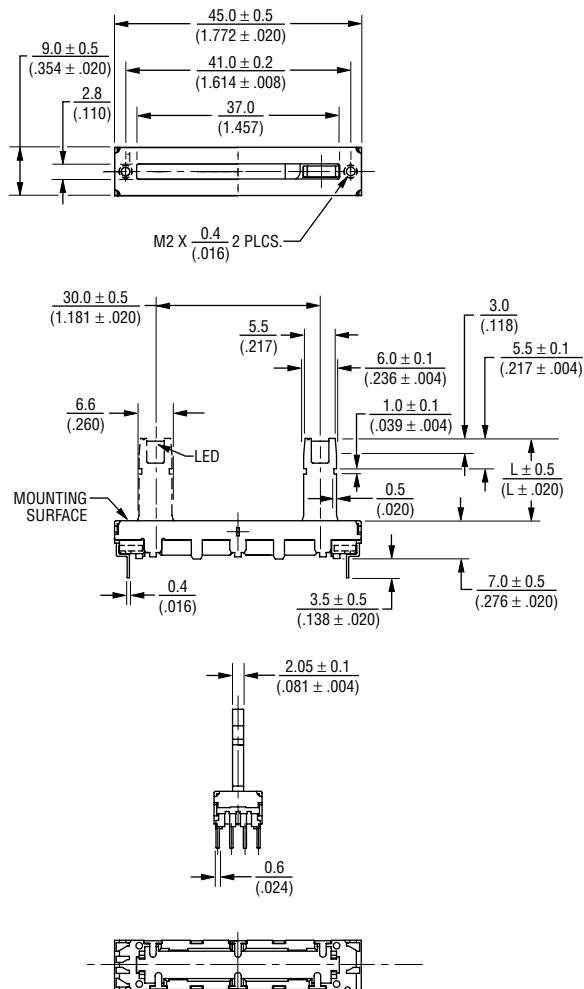 45.0 ± 0.5
(1.772 ± .020)
9.0 ± 0.5
(.354 ± .020)
41.0 ± 0.2
(1.614 ± .008)
2.8
(.110)
37.0
(1.457)
1
M2 X 0.4 2 PLCS.
(.016)
30.0 ± 0.5
(1.181 ± .020)
3.0
(.118)
5.5
(.217)
5.5 ± 0.1
(.217 ± .004)
6.0 ± 0.1
(.236 ± .004)
6.6
(.260)
1.0 ± 0.1
(.039 ± .004)
LED
L ± 0.5
(L ± .020)
MOUNTING
SURFACE
0.5
(.020)
0.4
(.016)
3.5 ± 0.5
(.138 ± .020)
7.0 ± 0.5
(.276 ± .020)
2.05 ± 0.1
(.081 ± .004)
0.6
(.024)